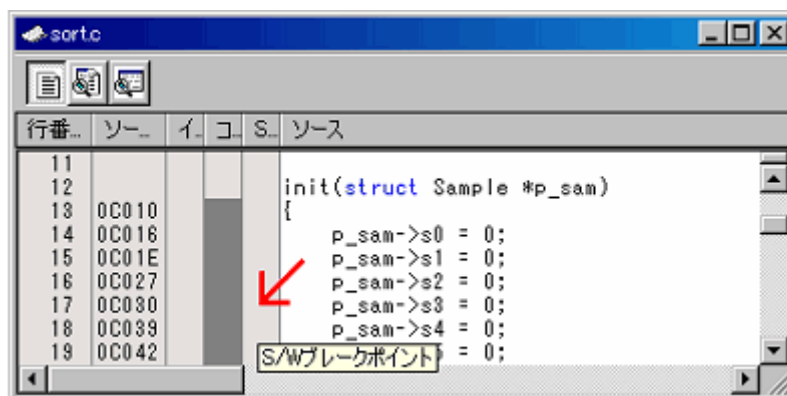 sort.c
行番... ソー... イ.. コ.. S.. ソース
11
12 init(struct Sample *p_sam)
13 0C010 {
14 0C016 p_sam->s0 = 0;
15 0C01E p_sam->s1 = 0;
16 0C027 p_sam->s2 = 0;
17 0C030 p_sam->s3 = 0;
18 0C039 p_sam->s4 = 0;
19 0C042 = 0;
S/Wブレークポイント